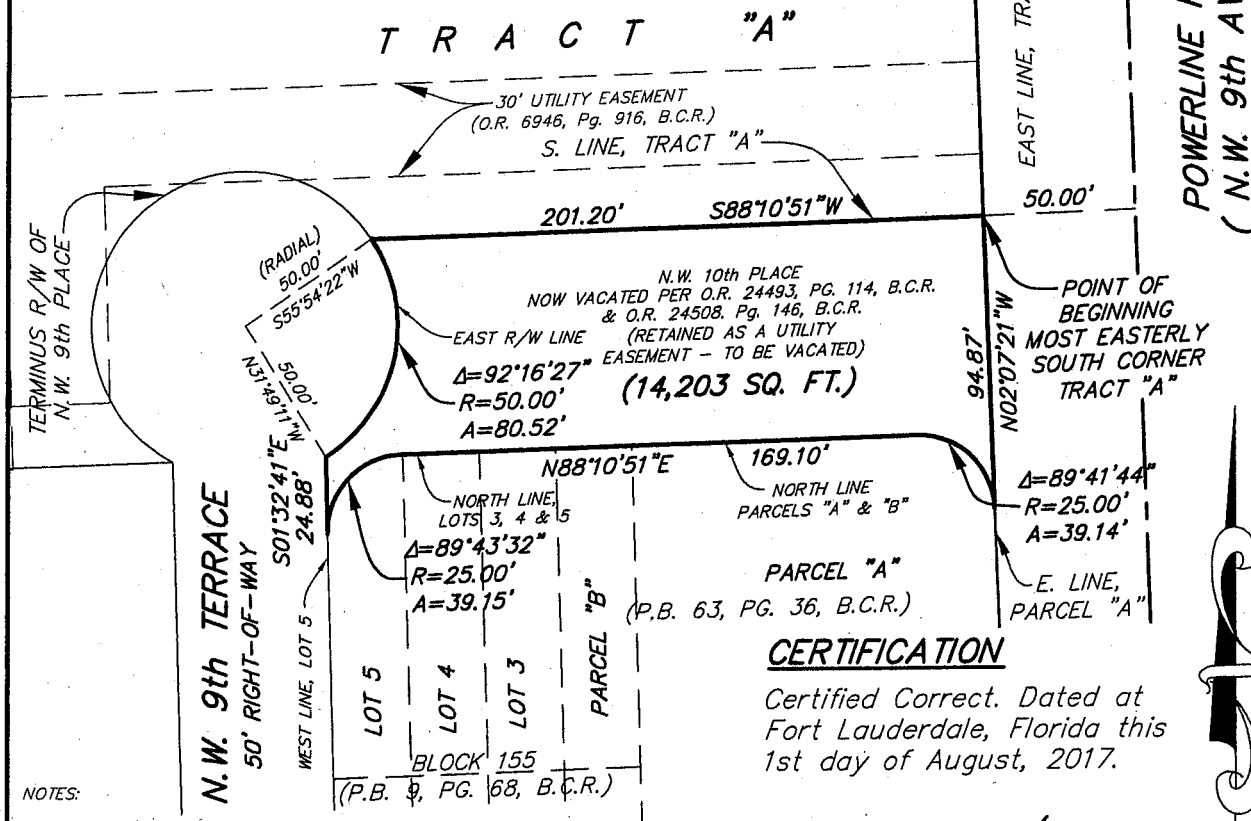 T R A C T "A"
EAST LINE, TRA
POWERLINE
( N.W. 9th A
30' UTILITY EASEMENT
(O.R. 6946, Pg. 916, B.C.R.)
S. LINE, TRACT "A"
TERMINUS R/W OF
N.W. 9th PLACE
201.20' S88°10'51"W
50.00'
(RADIAL)
50.00'
S55°54'22"W
N.W. 10th PLACE
NOW VACATED PER O.R. 24493, PG. 114, B.C.R.
& O.R. 24508. Pg. 146, B.C.R.
(RETAINED AS A UTILITY
EASEMENT - TO BE VACATED)
(14,203 SQ. FT.)
EAST R/W LINE
Δ=92°16'27"
R=50.00'
A=80.52'
50.00'
N31°49'11"W
94.87'
N02°07'21"W
POINT OF
BEGINNING
MOST EASTERLY
SOUTH CORNER
TRACT "A"
S01°32'41"E
24.88'
N88°10'51"E 169.10'
NORTH LINE,
LOTS 3, 4 & 5
NORTH LINE
PARCELS "A" & "B"
Δ=89°41'44"
R=25.00'
A=39.14'
Δ=89°43'32"
R=25.00'
A=39.15'
N.W. 9th TERRACE
50' RIGHT-OF-WAY
WEST LINE, LOT 5
LOT 5
LOT 4
LOT 3
PARCEL "B"
PARCEL "A"
(P.B. 63, PG. 36, B.C.R.)
E. LINE,
PARCEL "A"
BLOCK 155
(P.B. 9, PG. 68, B.C.R.)
CERTIFICATION
Certified Correct. Dated at
Fort Lauderdale, Florida this
1st day of August, 2017.
NOTES: